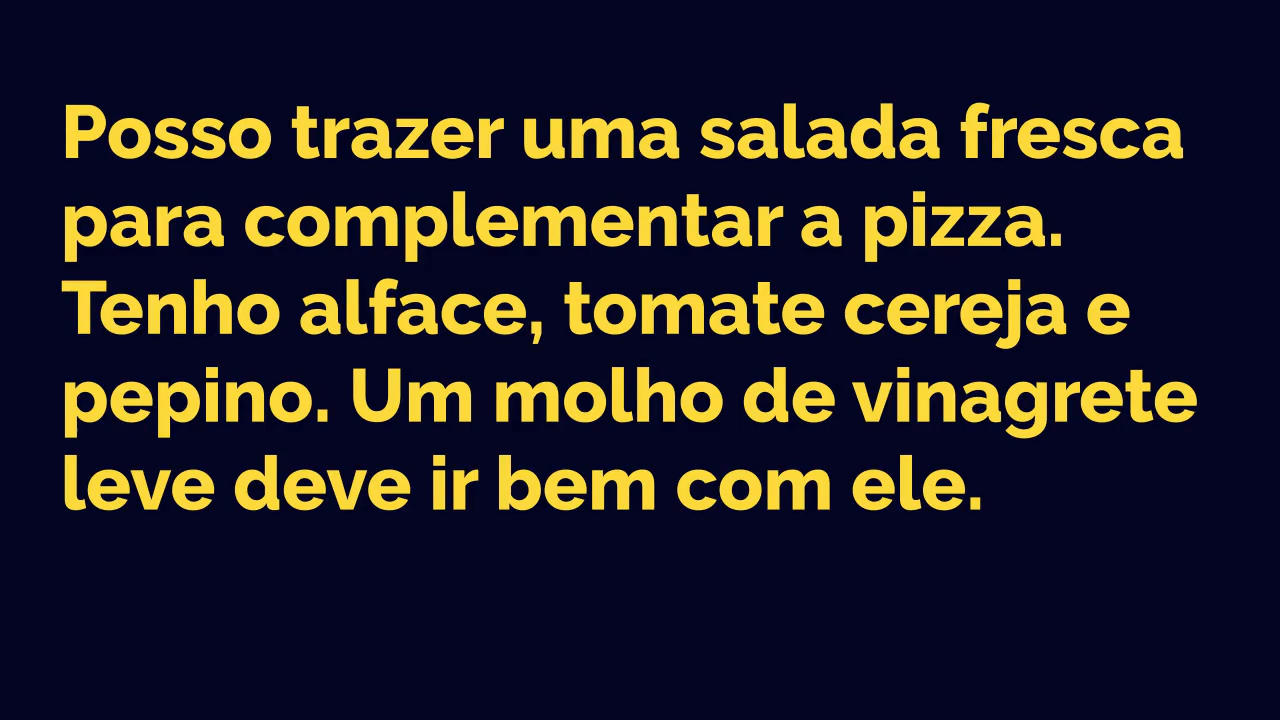 Posso trazer uma salada fresca
para complementar a pizza.
Tenho alface, tomate cereja e
pepino. Um molho de vinagrete
leve deve ir bem com ele.